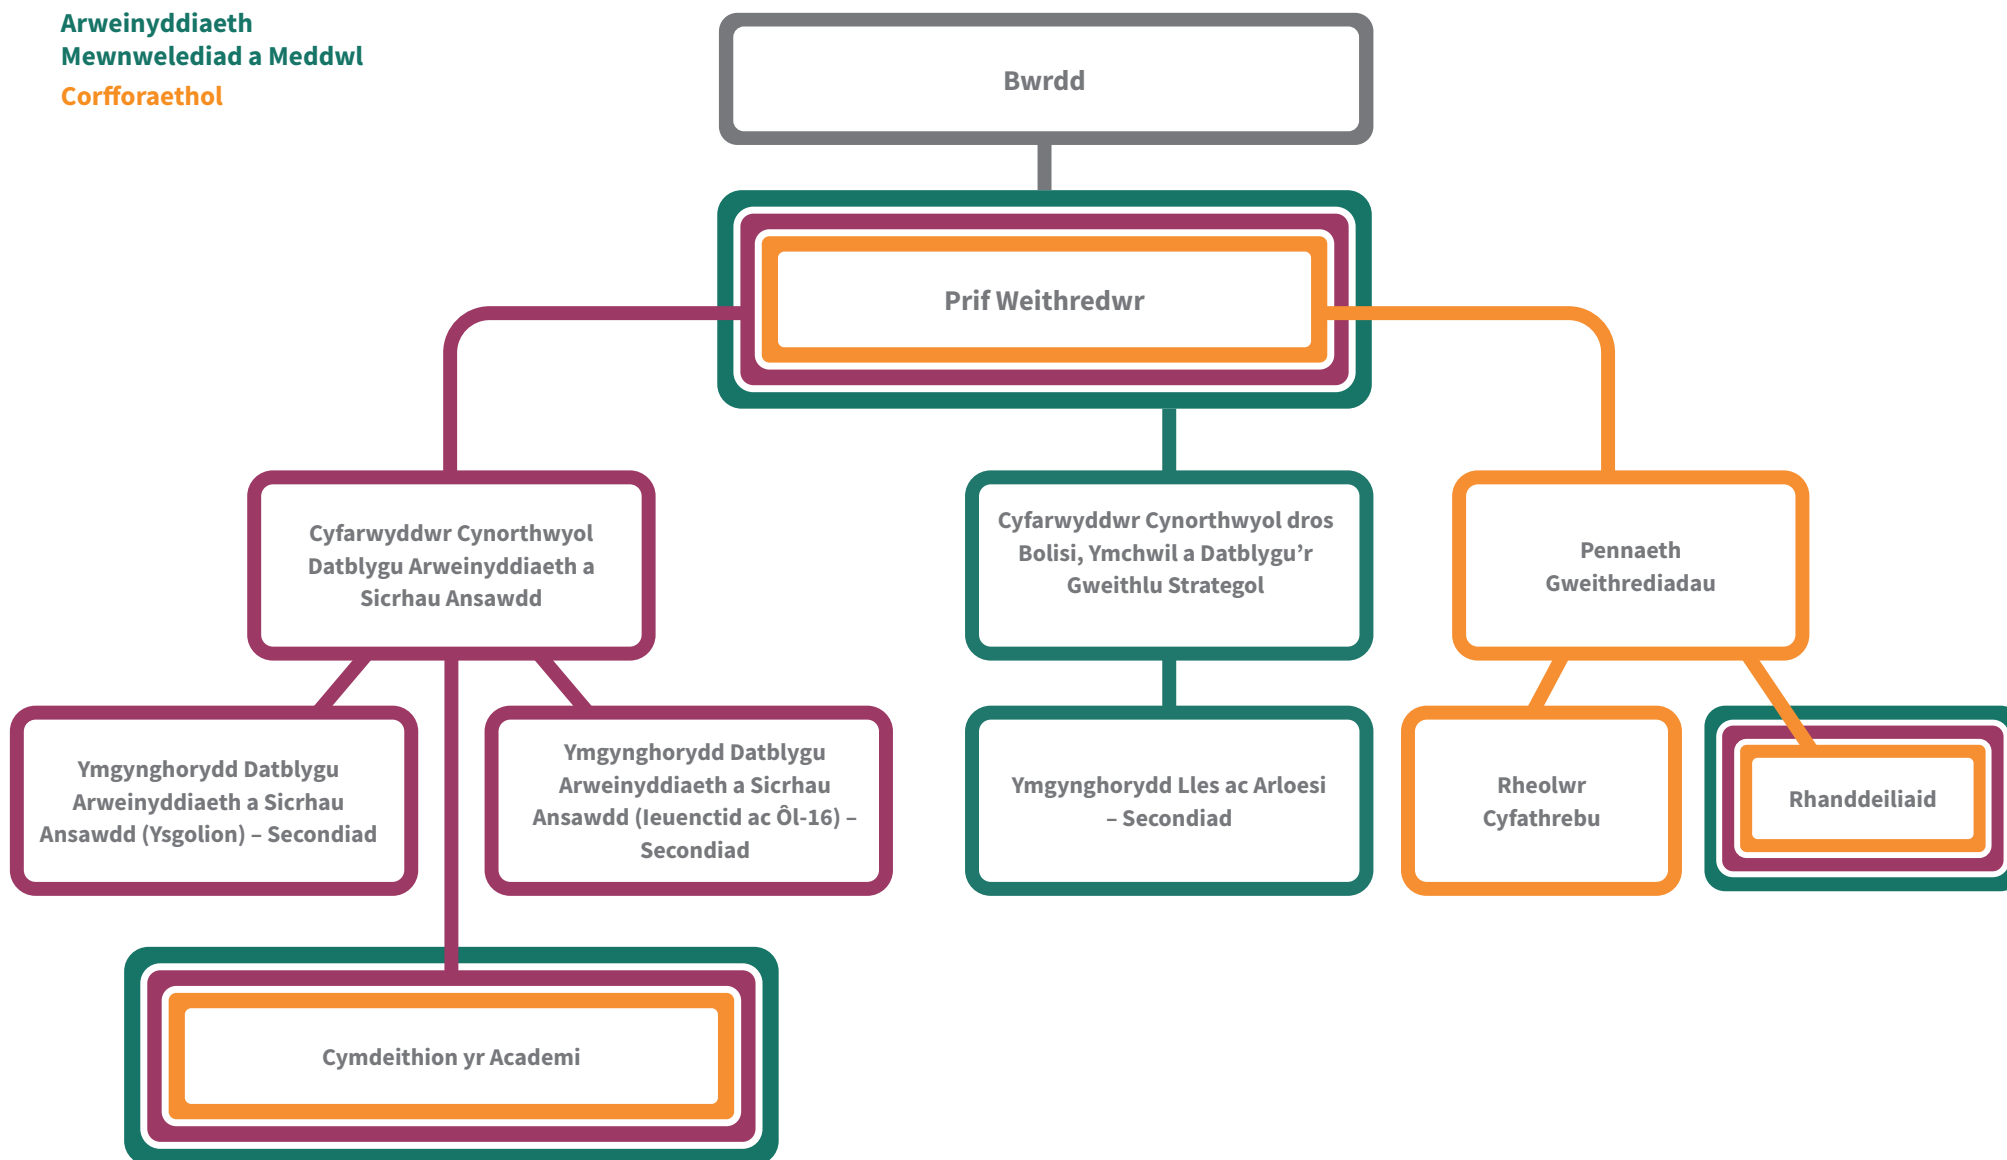 Arweinyddiaeth
Mewnwelediad a Meddwl
Corfforaethol
Bwrdd
Prif Weithredwr
Cyfarwyddwr Cynorthwyol
Datblygu Arweinyddiaeth a
Sicrhau Ansawdd
Cyfarwyddwr Cynorthwyol dros
Bolisi, Ymchwil a Datblygu’r
Gweithlu Strategol
Pennaeth
Gweithrediadau
Ymgynghorydd Datblygu
Arweinyddiaeth a Sicrhau
Ansawdd (Ysgolion) – Secondiad
Ymgynghorydd Datblygu
Arweinyddiaeth a Sicrhau
Ansawdd (Ieuenctid ac Ôl-16) –
Secondiad
Ymgynghorydd Lles ac Arloesi
– Secondiad
Rheolwr
Cyfathrebu
Rhanddeiliaid
Cymdeithion yr Academi